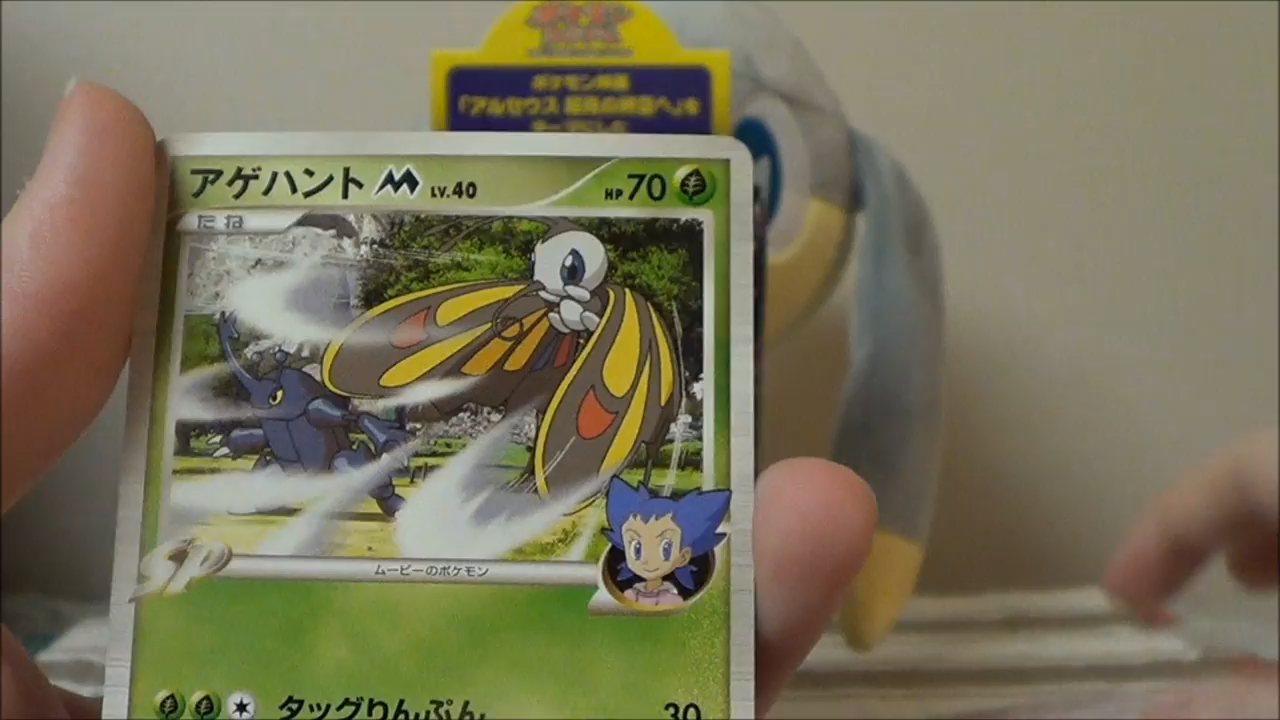 ポケモン映画
「アルセウス 超克の時空へ」を
アゲハント M LV.40 HP 70
たね
SP
ムービーのポケモン
タッグりんぷん 30